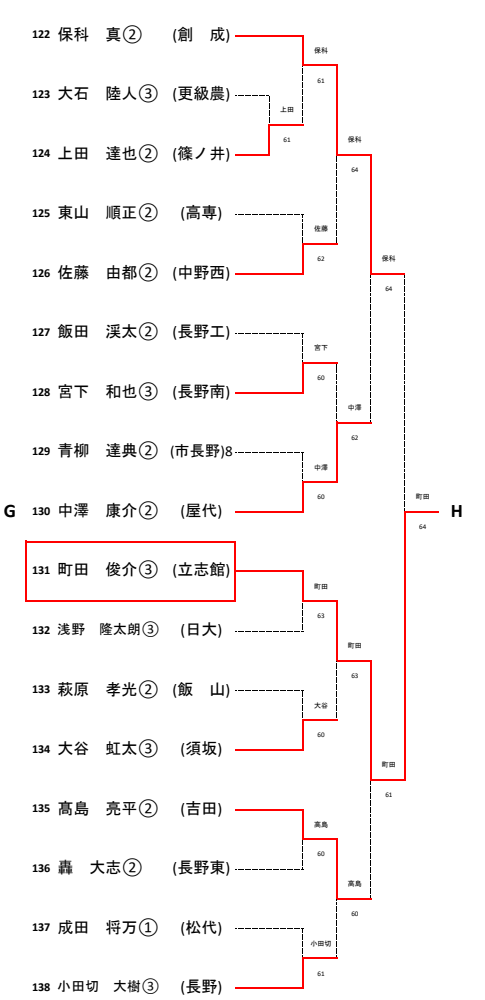 122 保科　真② (創　成)
保科
61
123 大石　陸人③ (更級農)
上田
61
124 上田　達也② (篠ノ井)
保科
64
125 東山　順正② (高専)
佐藤
62
126 佐藤　由都② (中野西)
保科
64
127 飯田　渓太② (長野工)
宮下
60
128 宮下　和也③ (長野南)
中澤
62
129 青柳　達典② (市長野)8
中澤
60
G 130 中澤　康介② (屋代)
町田
64
H
131 町田　俊介③ (立志館)
町田
63
132 浅野　隆太朗③ (日大)
町田
63
133 萩原　孝光② (飯　山)
大谷
60
134 大谷　虹太③ (須坂)
町田
61
135 髙島　亮平② (吉田)
高島
60
136 轟　大志② (長野東)
高島
60
137 成田　将万① (松代)
小田切
61
138 小田切　大樹③ (長野)